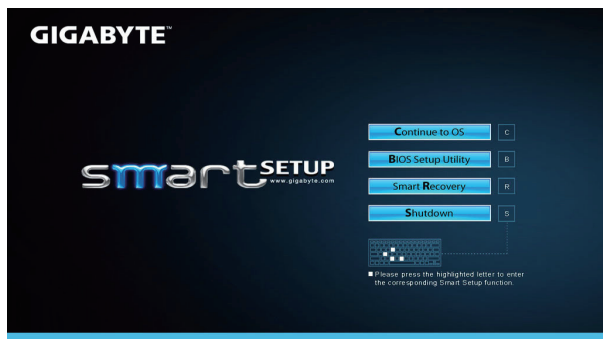 GIGABYTE™
smart SETUP
www.gigabyte.com
Continue to OS C
BIOS Setup Utility B
Smart Recovery R
Shutdown S
Please press the highlighted letter to enter
the corresponding Smart Setup function.